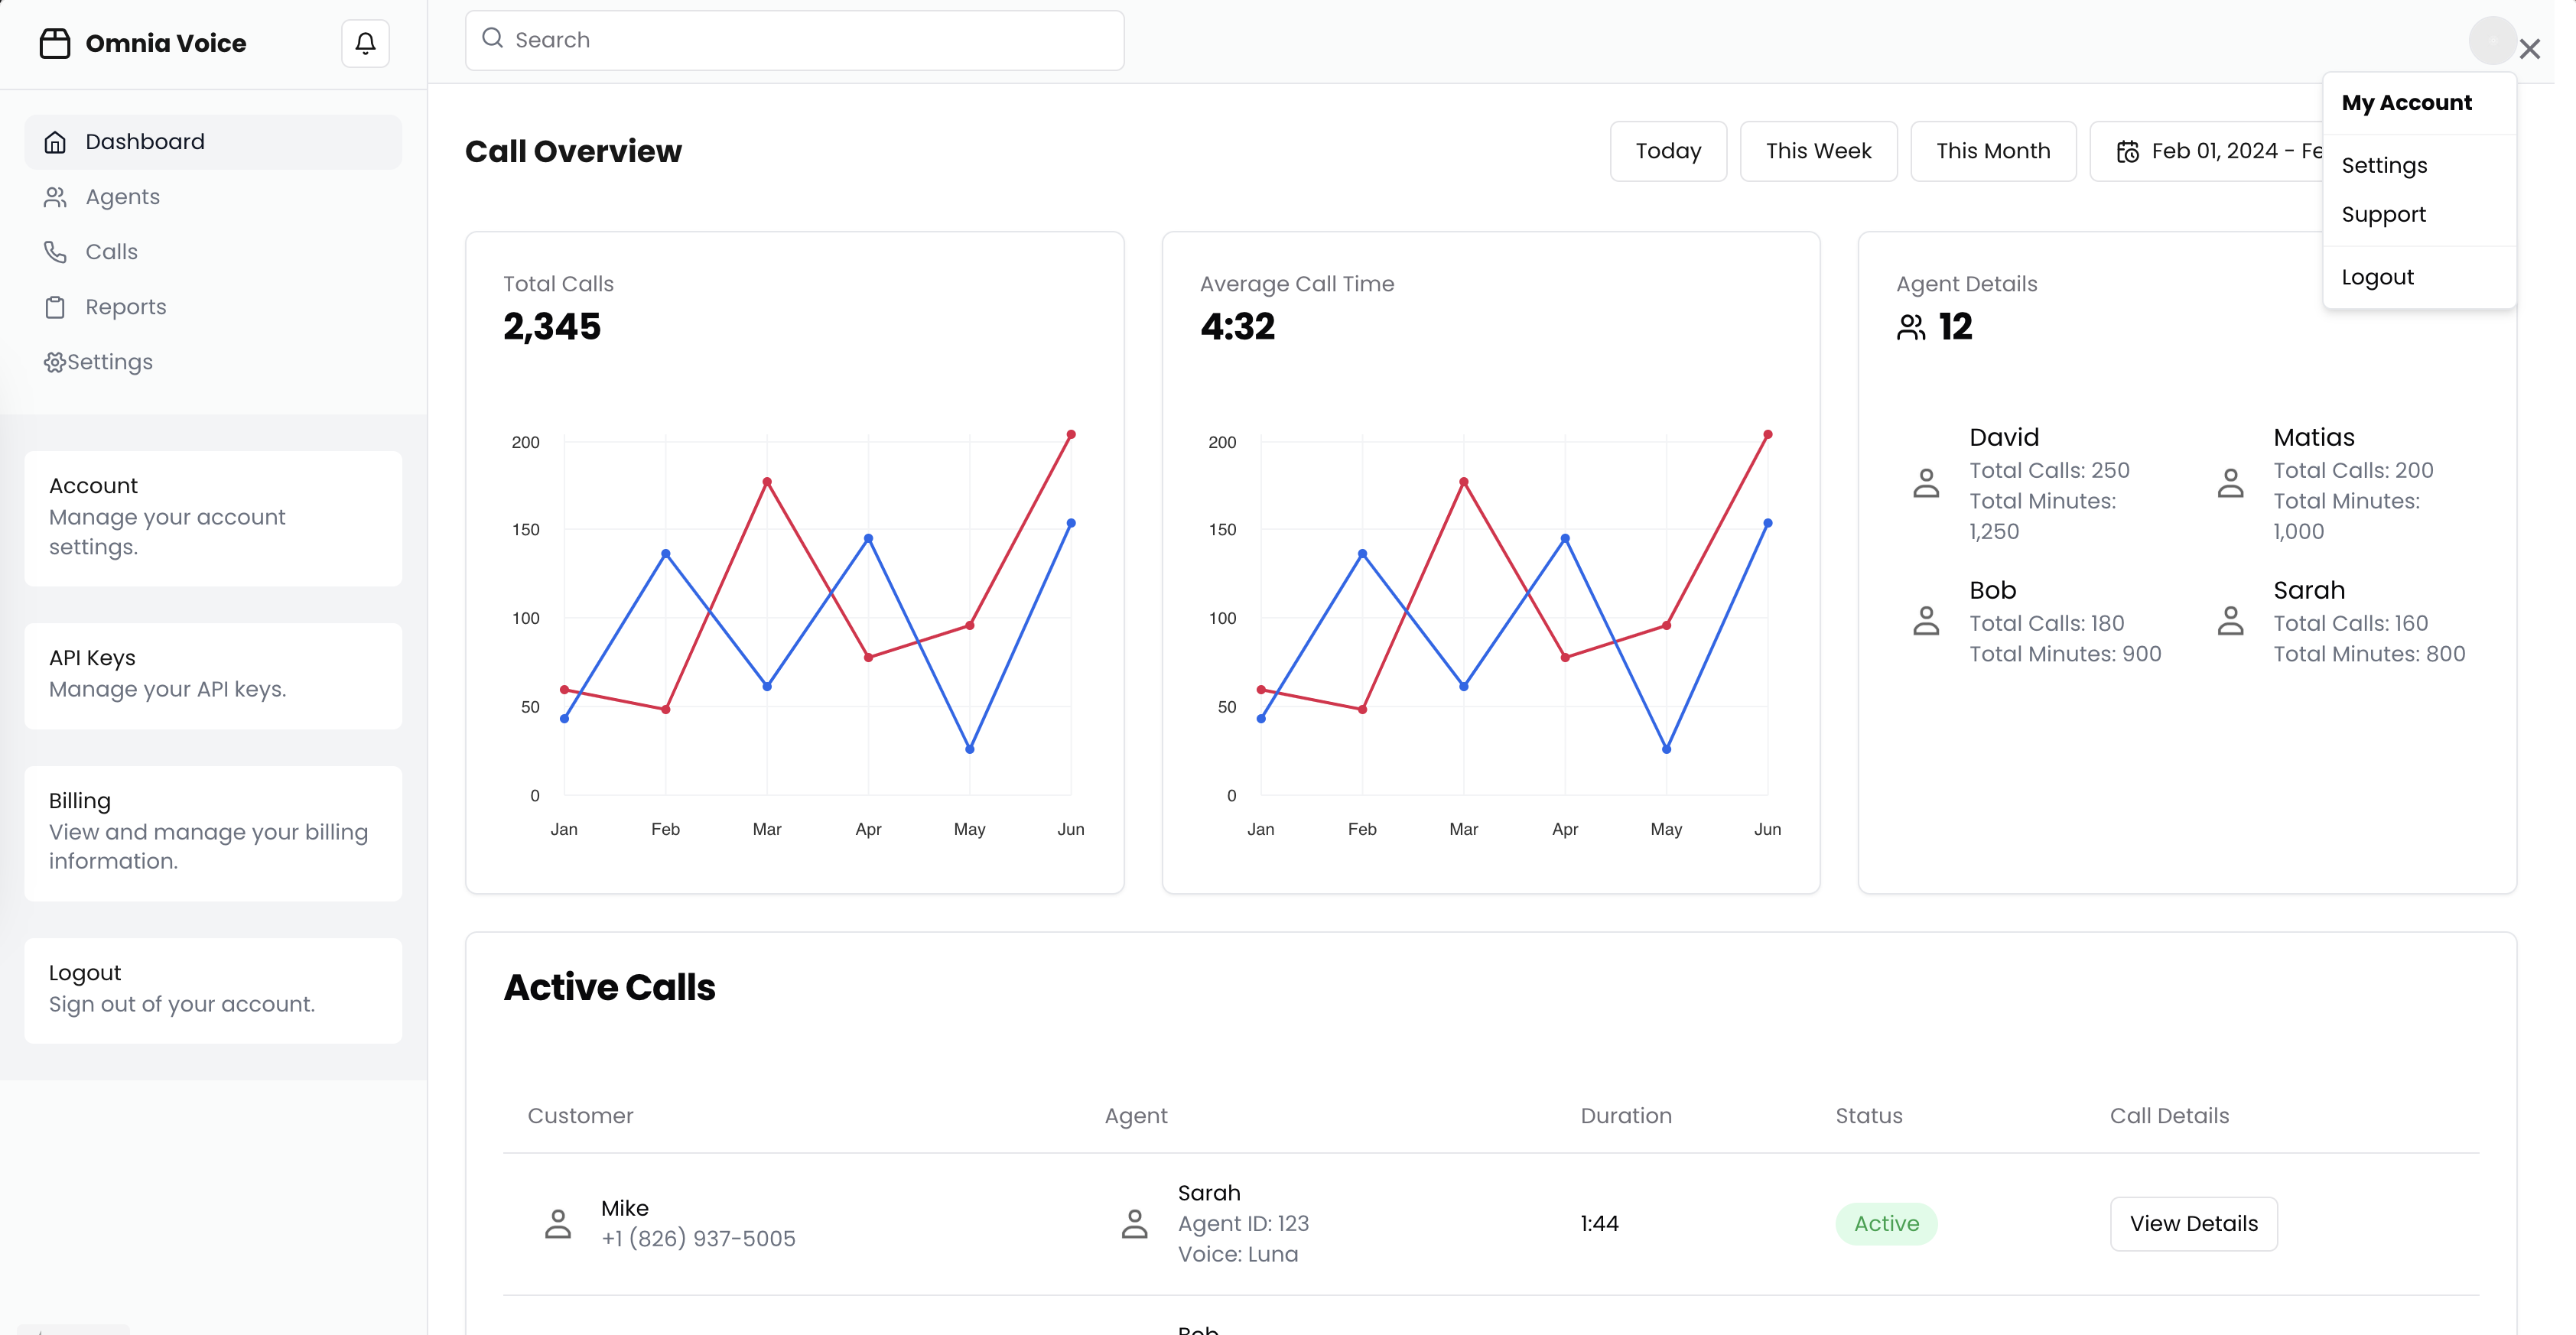 Omnia Voice
Search
Dashboard
Agents
Calls
Reports
Settings
Account
Manage your account
settings.
API Keys
Manage your API keys.
Billing
View and manage your billing
information.
Logout
Sign out of your account.
My Account
Settings
Support
Logout
Call Overview
Today
This Week
This Month
Feb 01, 2024 - Fe
Total Calls
2,345
200
150
100
50
0
Jan Feb Mar Apr May Jun
Average Call Time
4:32
200
150
100
50
0
Jan Feb Mar Apr May Jun
Agent Details
12
David
Total Calls: 250
Total Minutes:
1,250
Matias
Total Calls: 200
Total Minutes:
1,000
Bob
Total Calls: 180
Total Minutes: 900
Sarah
Total Calls: 160
Total Minutes: 800
Active Calls
Customer Agent Duration Status Call Details
Mike
+1 (826) 937-5005
Sarah
Agent ID: 123
Voice: Luna
1:44
Active
View Details